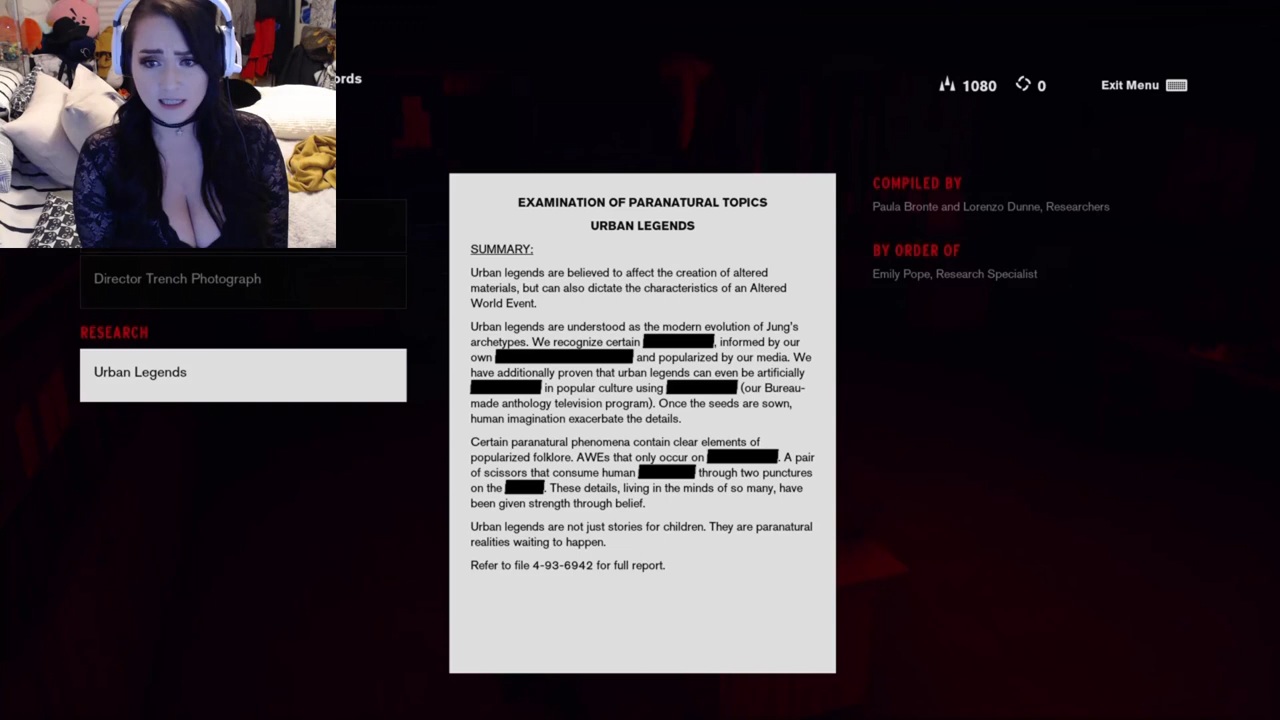 ords
1080
0
Exit Menu
Director Trench Photograph
RESEARCH
Urban Legends
EXAMINATION OF PARANATURAL TOPICS
URBAN LEGENDS
SUMMARY:
Urban legends are believed to affect the creation of altered
materials, but can also dictate the characteristics of an Altered
World Event.
Urban legends are understood as the modern evolution of Jung's
archetypes. We recognize certain , informed by our
own and popularized by our media. We
have additionally proven that urban legends can even be artificially
in popular culture using (our Bureau-
made anthology television program). Once the seeds are sown,
human imagination exacerbate the details.
Certain paranatural phenomena contain clear elements of
popularized folklore. AWEs that only occur on . A pair
of scissors that consume human through two punctures
on the . These details, living in the minds of so many, have
been given strength through belief.
Urban legends are not just stories for children. They are paranatural
realities waiting to happen.
Refer to file 4-93-6942 for full report.
COMPILED BY
Paula Bronte and Lorenzo Dunne, Researchers
BY ORDER OF
Emily Pope, Research Specialist